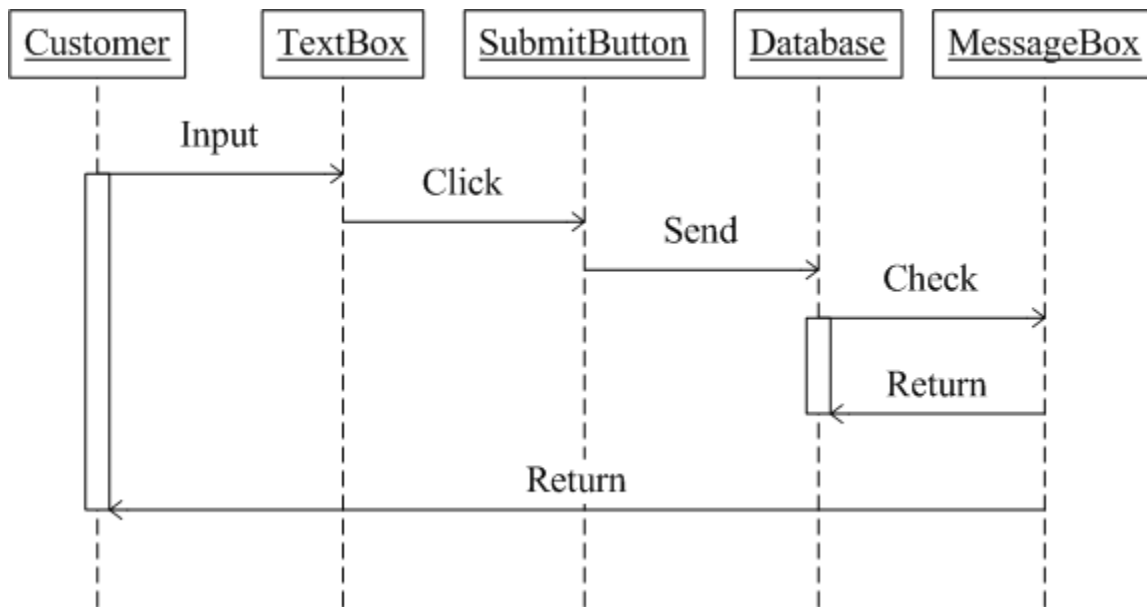 Customer
TextBox
SubmitButton
Database
MessageBox
Input
Click
Send
Check
Return
Return